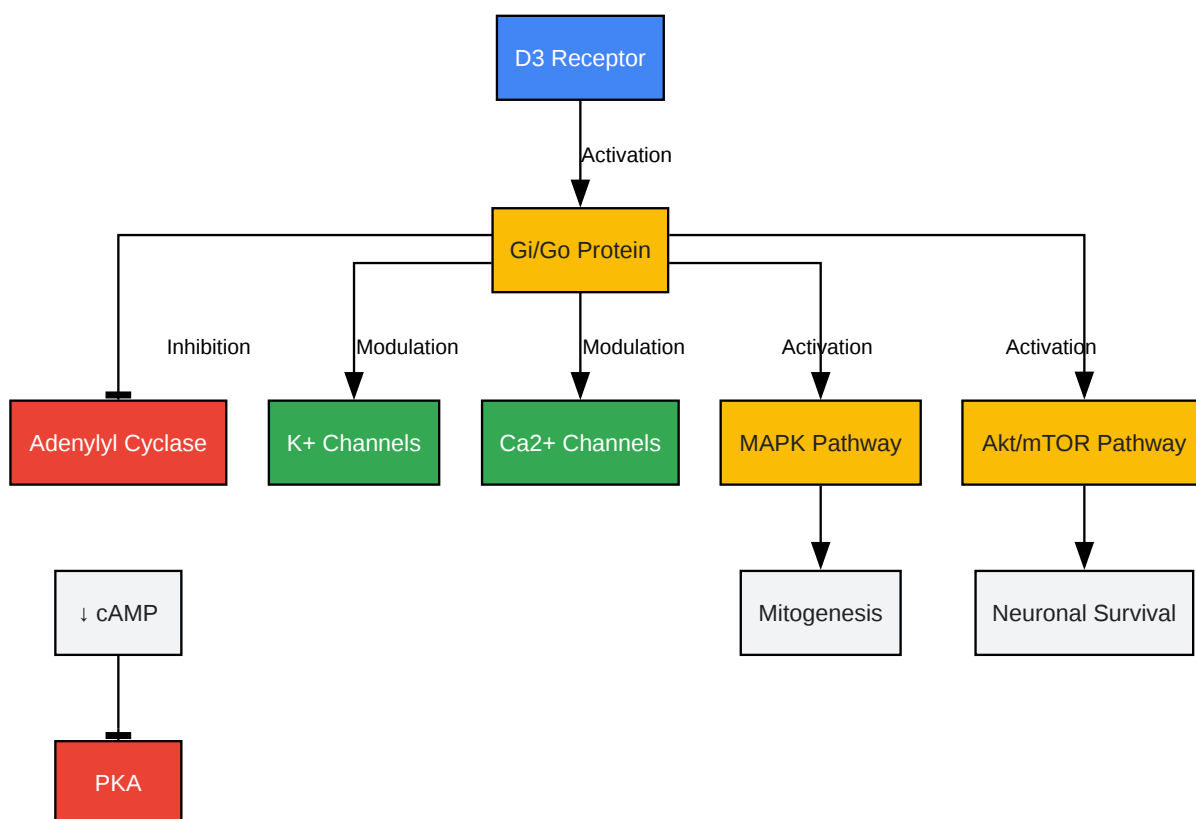 D3 Receptor
Activation
Gi/Go Protein
Inhibition
Modulation
Modulation
Activation
Activation
Adenylyl Cyclase
K+ Channels
Ca2+ Channels
MAPK Pathway
Akt/mTOR Pathway
↓ cAMP
Mitogenesis
Neuronal Survival
PKA